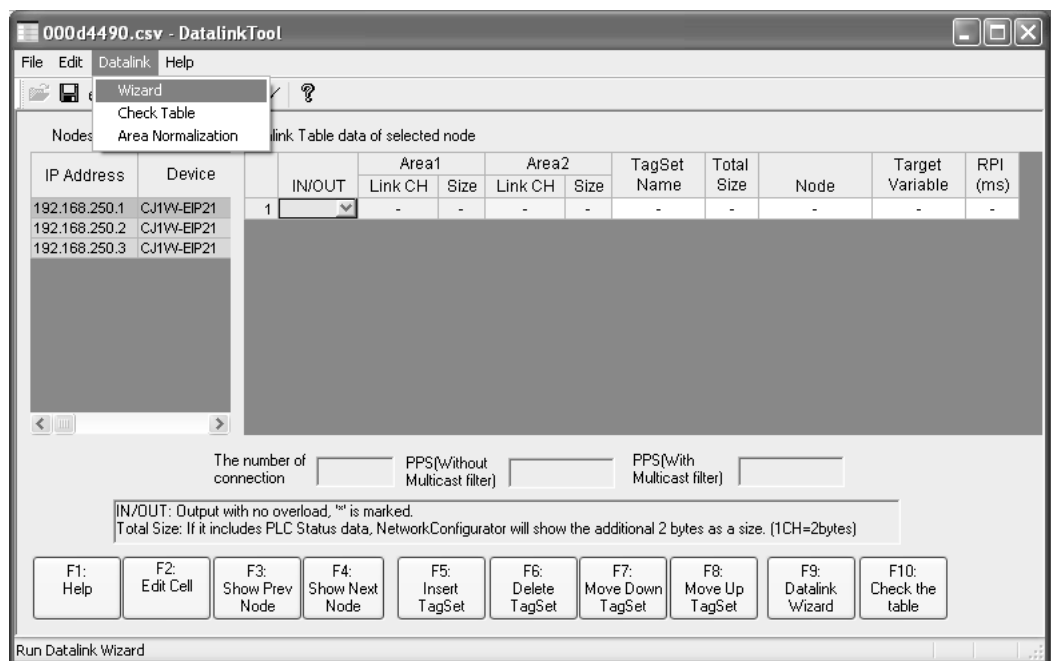 000d4490.csv - DatalinkTool
File Edit Datalink Help
Wizard
Check Table
Area Normalization
Nodes
Table data of selected node
IP Address Device
IN/OUT Area1 Link CH Size Area2 Link CH Size TagSet Name Total Size Node Target Variable RPI (ms)
192.168.250.1 CJ1W-EIP21 1 - - - - - - - - -
192.168.250.2 CJ1W-EIP21
192.168.250.3 CJ1W-EIP21
The number of connection
PPS(Without Multicast filter)
PPS(With Multicast filter)
IN/OUT: Output with no overload, '*' is marked.
Total Size: If it includes PLC Status data, NetworkConfigurator will show the additional 2 bytes as a size. (1CH=2bytes)
F1: Help
F2: Edit Cell
F3: Show Prev Node
F4: Show Next Node
F5: Insert TagSet
F6: Delete TagSet
F7: Move Down TagSet
F8: Move Up TagSet
F9: Datalink Wizard
F10: Check the table
Run Datalink Wizard